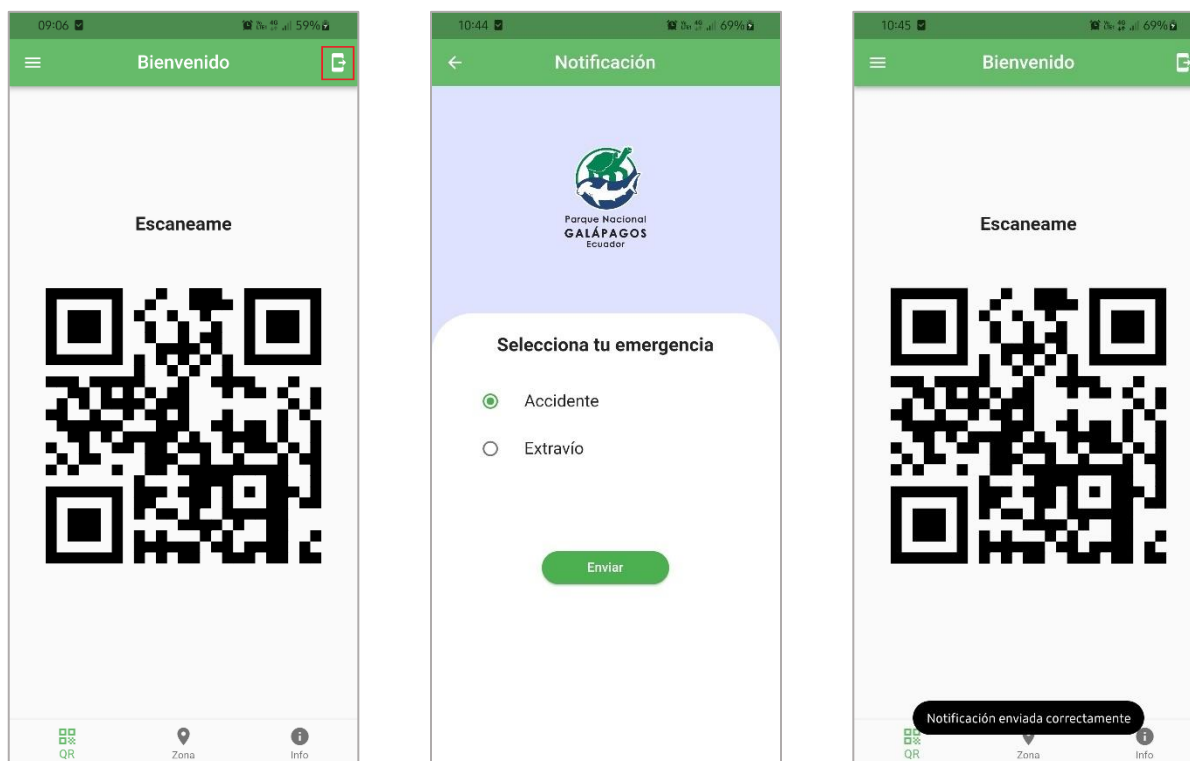 09:06
59%
Bienvenido
Escaneame
QR
Zona
Info
10:44
69%
Notificación
Parque Nacional
GALÁPAGOS
Ecuador
Selecciona tu emergencia
Accidente
Extravío
Enviar
10:45
69%
Bienvenido
Escaneame
Notificación enviada correctamente
QR
Zona
Info